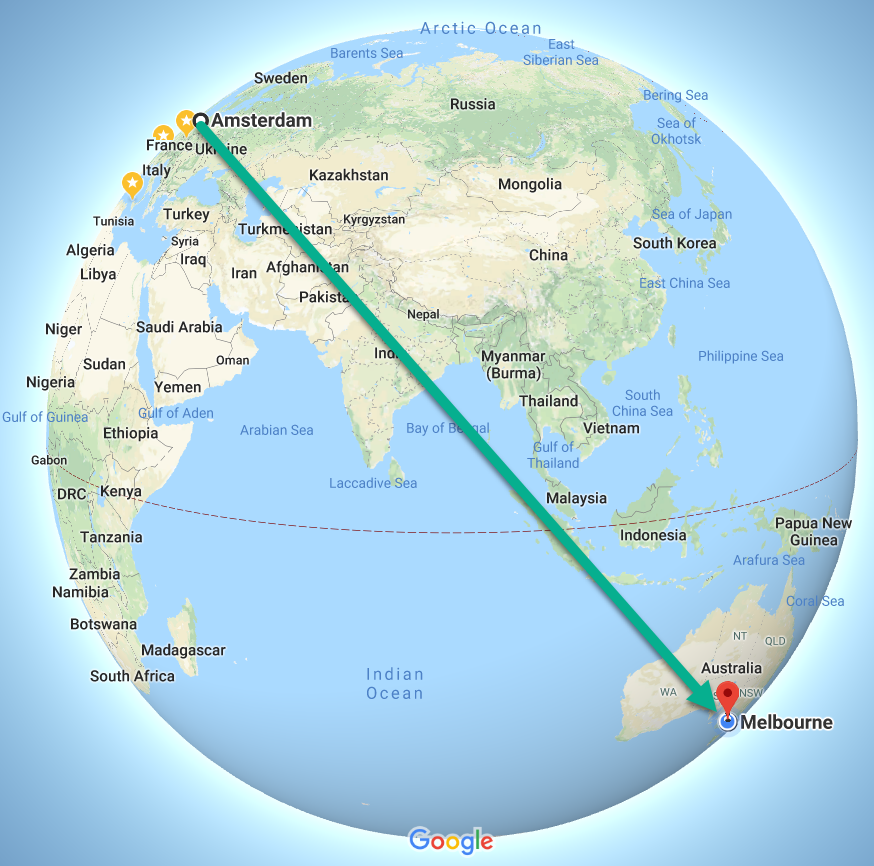 Arctic Ocean
Barents Sea
East
Siberian Sea
Sweden
Bering Sea
Russia
Amsterdam
Sea of
Okhotsk
France
Ukraine
Italy
Kazakhstan
Mongolia
Tunisia
Turkey
Kyrgyzstan
Sea of Japan
Turkmenistan
Syria
South Korea
Algeria
Iraq
China
Libya
Iran
Afghanistan
East China Sea
Pakistan
Nepal
Niger
Saudi Arabia
India
Myanmar
(Burma)
Philippine Sea
Sudan
Oman
Nigeria
Yemen
Thailand
South
China Sea
Gulf of Guinea
Gulf of Aden
Ethiopia
Arabian Sea
Bay of Bengal
Vietnam
Gulf of
Thailand
Gabon
Laccadive Sea
DRC
Kenya
Malaysia
Papua New
Guinea
Tanzania
Indonesia
Arafura Sea
Zambia
Namibia
Coral Sea
Botswana
Madagascar
NT
QLD
South Africa
Indian
Ocean
Australia
WA
NSW
Melbourne
Google